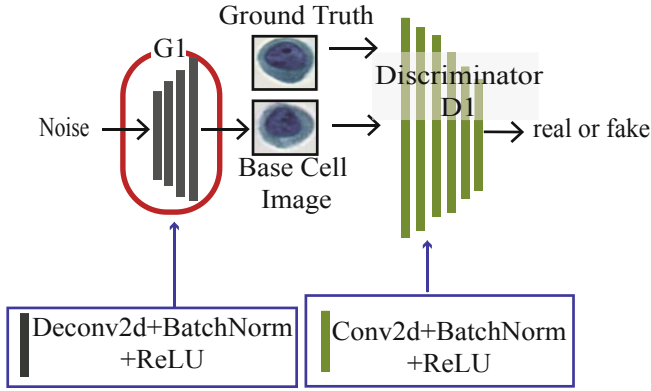 Ground Truth
G1
Discriminator
D1
Noise
real or fake
Base Cell
Image
Deconv2d+BatchNorm
+ReLU
Conv2d+BatchNorm
+ReLU